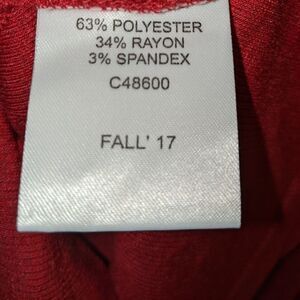 63% POLYESTER
34% RAYON
3% SPANDEX
C48600
FALL' 17